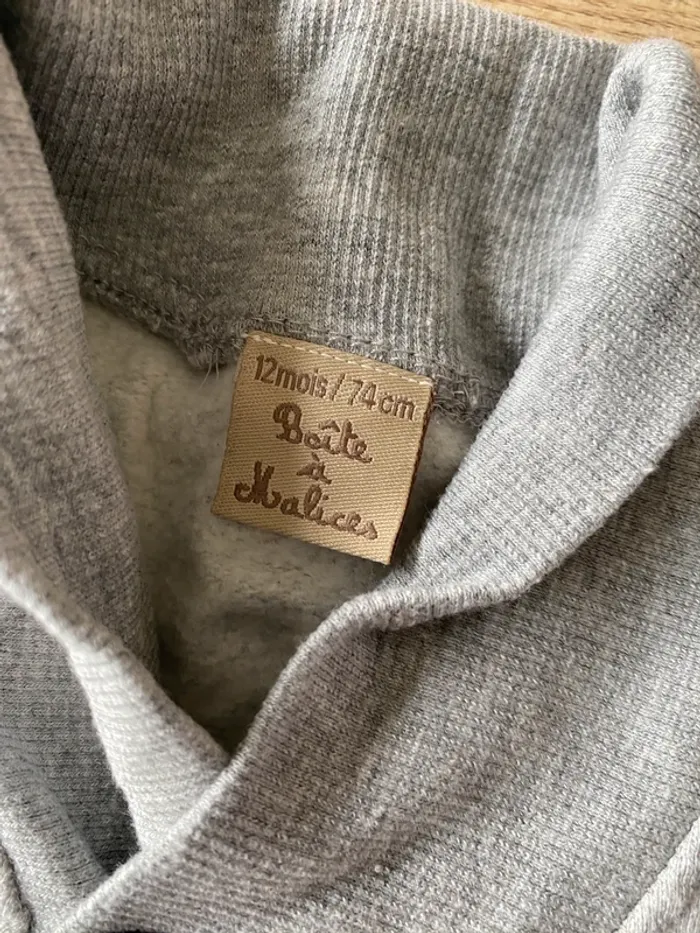 12mois / 74cm
Boîte
à
Malices